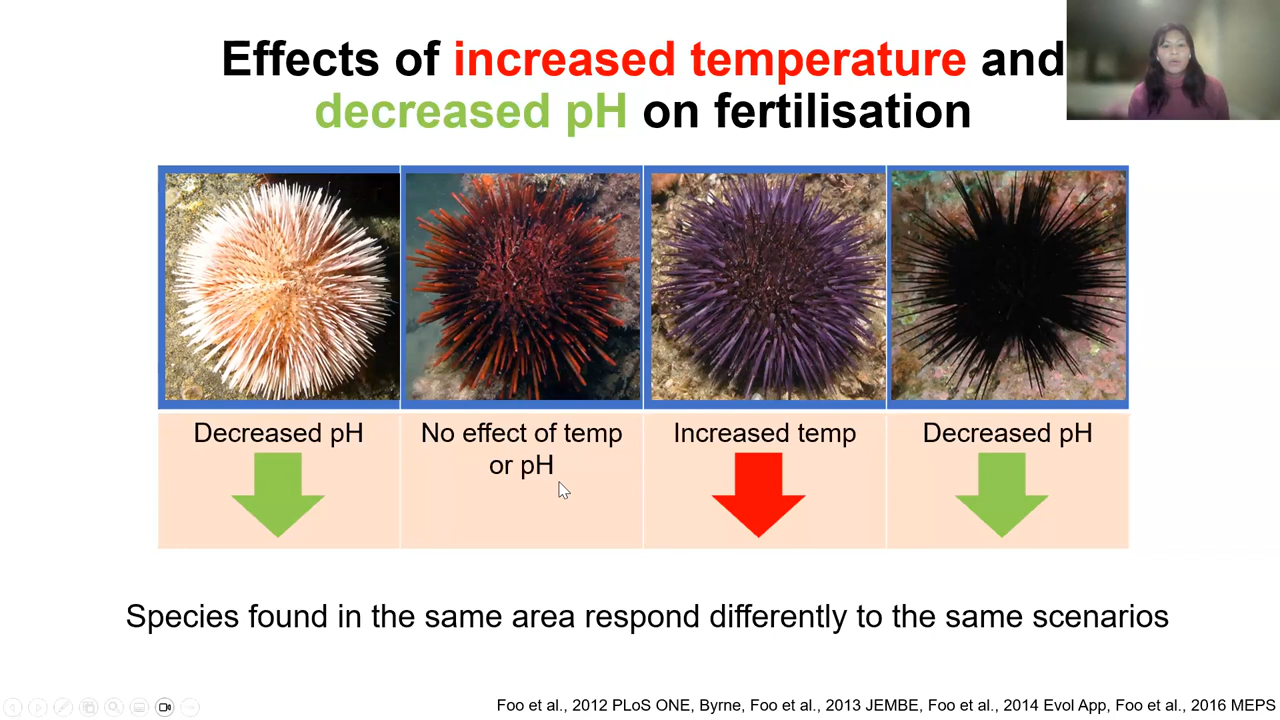 Effects of increased temperature and
decreased pH on fertilisation
Decreased pH
No effect of temp
or pH
Increased temp
Decreased pH
Species found in the same area respond differently to the same scenarios
Foo et al., 2012 PLoS ONE, Byrne, Foo et al., 2013 JEMBE, Foo et al., 2014 Evol App, Foo et al., 2016 MEPS